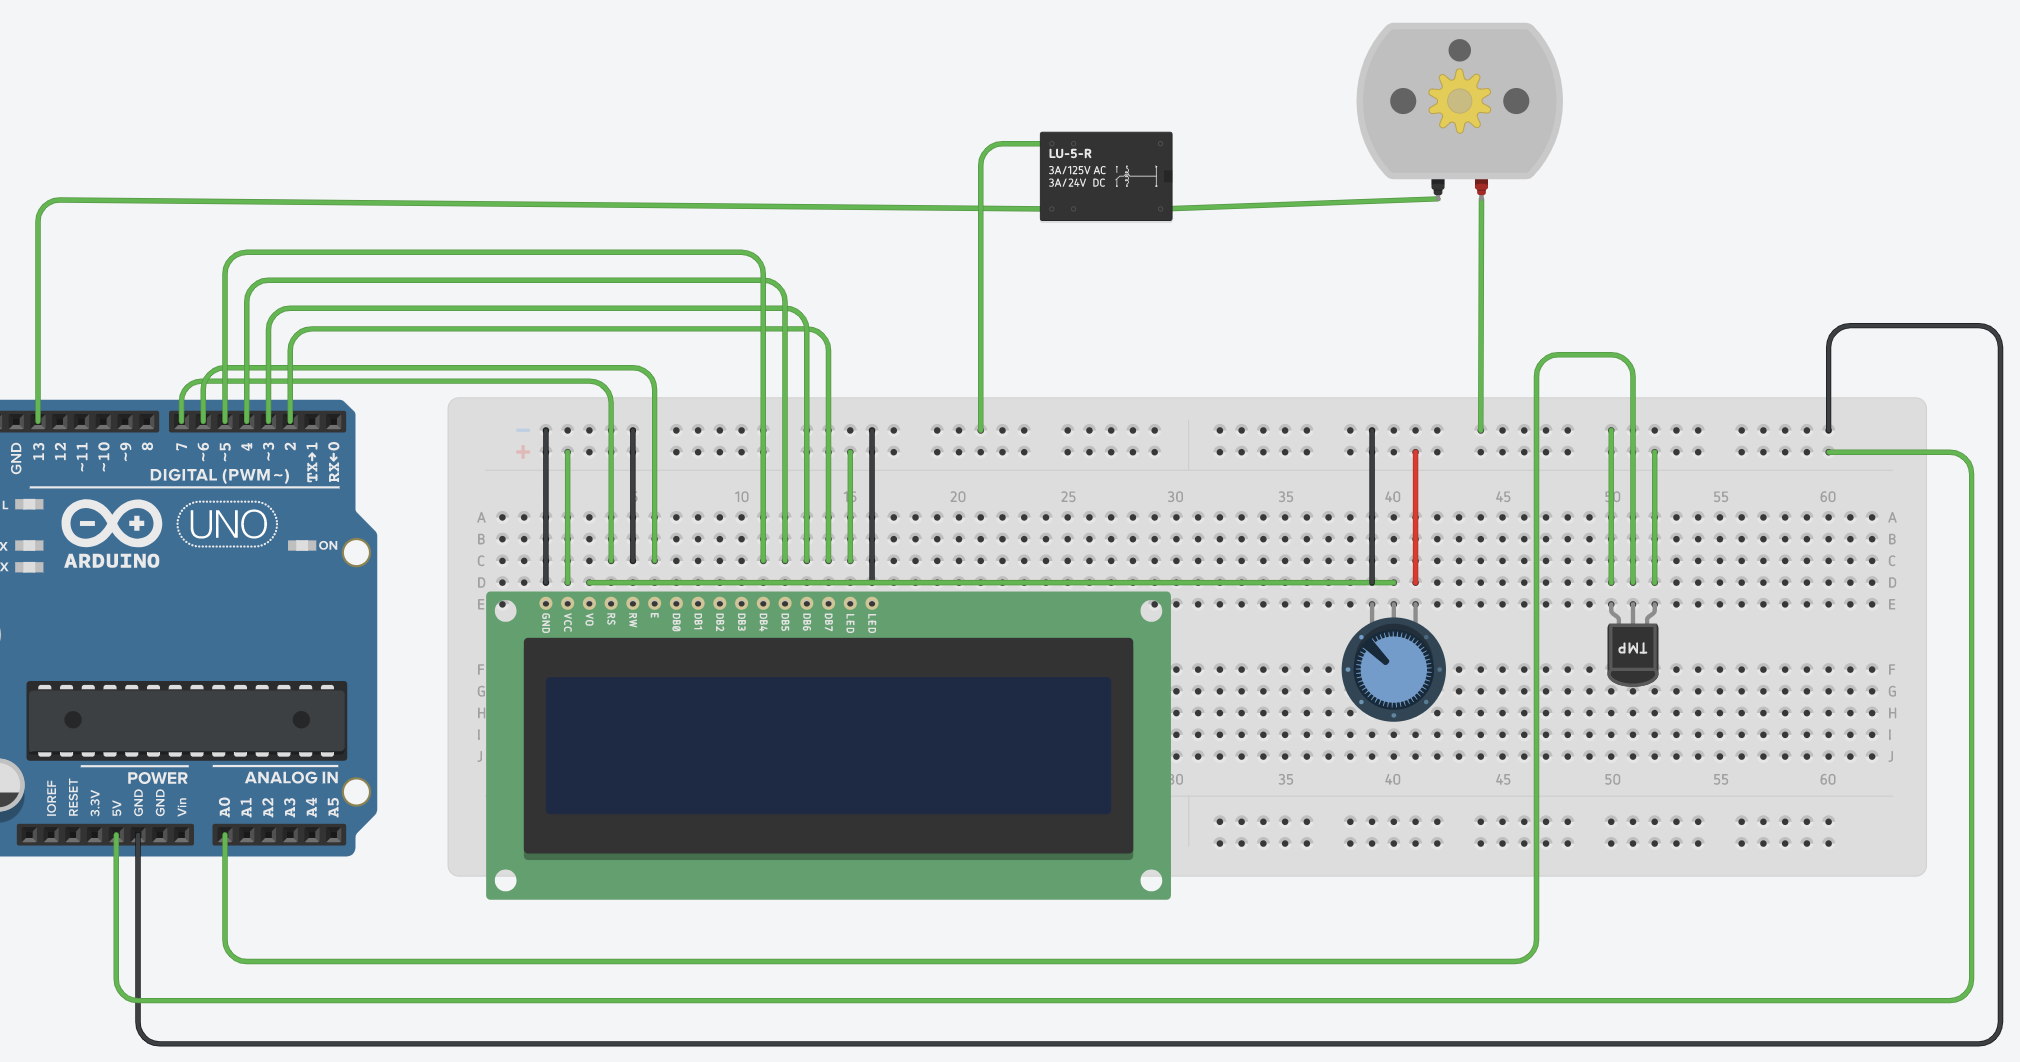 LU-5-R
3A/125V AC
3A/24V DC
GND 13 12 ~11 ~10 ~9 8 7 ~6 ~5 4 ~3 2 TX→1 RX←0
DIGITAL (PWM~)
L
UNO
ON
X
X
ARDUINO
POWER
ANALOG IN
IOREF RESET 3.3V 5V GND GND Vin A0 A1 A2 A3 A4 A5
−
+
5 10 15 20 25 30 35 40 45 50 55 60
A A
B B
C C
D D
E E
GND VCC VO RS RW E DB0 DB1 DB2 DB3 DB4 DB5 DB6 DB7 LED LED
TMP
F F
G G
H H
I I
J J
30 35 40 45 50 55 60